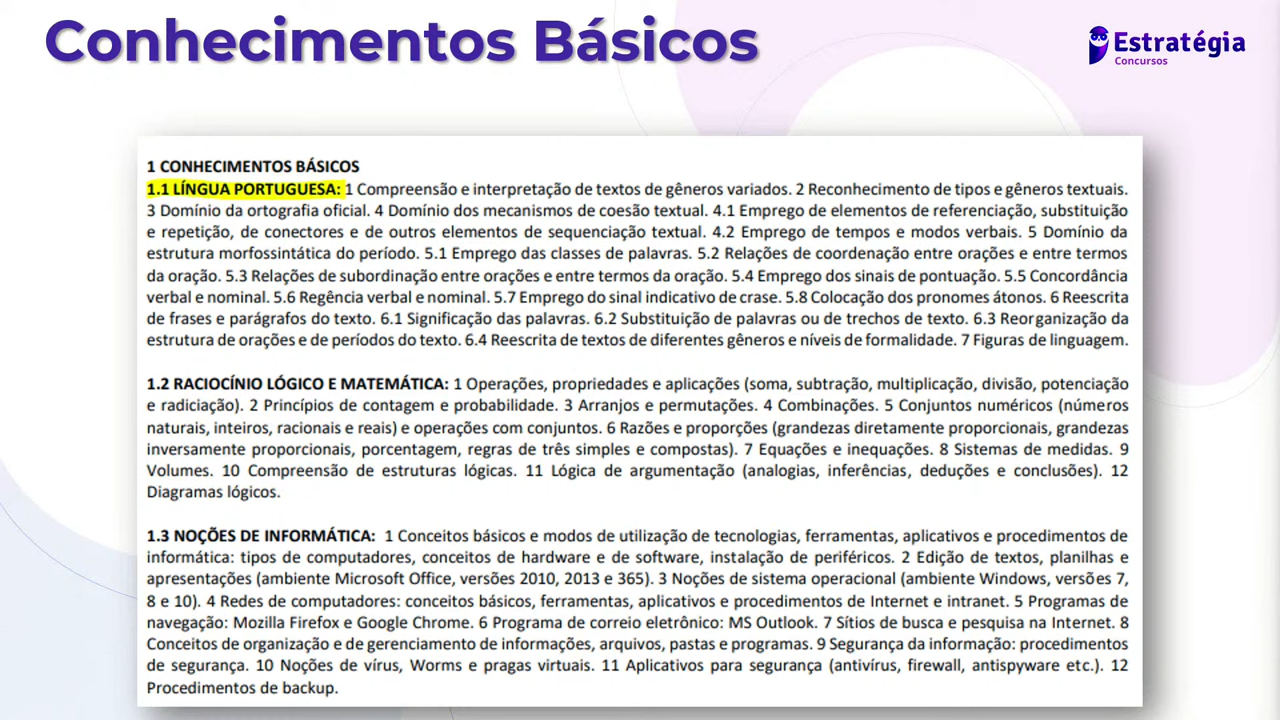 Conhecimentos Básicos
Estratégia
Concursos
1 CONHECIMENTOS BÁSICOS
1.1 LÍNGUA PORTUGUESA: 1 Compreensão e interpretação de textos de gêneros variados. 2 Reconhecimento de tipos e gêneros textuais.
3 Domínio da ortografia oficial. 4 Domínio dos mecanismos de coesão textual. 4.1 Emprego de elementos de referenciação, substituição
e repetição, de conectores e de outros elementos de sequenciação textual. 4.2 Emprego de tempos e modos verbais. 5 Domínio da
estrutura morfossintática do período. 5.1 Emprego das classes de palavras. 5.2 Relações de coordenação entre orações e entre termos
da oração. 5.3 Relações de subordinação entre orações e entre termos da oração. 5.4 Emprego dos sinais de pontuação. 5.5 Concordância
verbal e nominal. 5.6 Regência verbal e nominal. 5.7 Emprego do sinal indicativo de crase. 5.8 Colocação dos pronomes átonos. 6 Reescrita
de frases e parágrafos do texto. 6.1 Significação das palavras. 6.2 Substituição de palavras ou de trechos de texto. 6.3 Reorganização da
estrutura de orações e de períodos do texto. 6.4 Reescrita de textos de diferentes gêneros e níveis de formalidade. 7 Figuras de linguagem.
1.2 RACIOCÍNIO LÓGICO E MATEMÁTICA: 1 Operações, propriedades e aplicações (soma, subtração, multiplicação, divisão, potenciação
e radiciação). 2 Princípios de contagem e probabilidade. 3 Arranjos e permutações. 4 Combinações. 5 Conjuntos numéricos (números
naturais, inteiros, racionais e reais) e operações com conjuntos. 6 Razões e proporções (grandezas diretamente proporcionais, grandezas
inversamente proporcionais, porcentagem, regras de três simples e compostas). 7 Equações e inequações. 8 Sistemas de medidas. 9
Volumes. 10 Compreensão de estruturas lógicas. 11 Lógica de argumentação (analogias, inferências, deduções e conclusões). 12
Diagramas lógicos.
1.3 NOÇÕES DE INFORMÁTICA: 1 Conceitos básicos e modos de utilização de tecnologias, ferramentas, aplicativos e procedimentos de
informática: tipos de computadores, conceitos de hardware e de software, instalação de periféricos. 2 Edição de textos, planilhas e
apresentações (ambiente Microsoft Office, versões 2010, 2013 e 365). 3 Noções de sistema operacional (ambiente Windows, versões 7,
8 e 10). 4 Redes de computadores: conceitos básicos, ferramentas, aplicativos e procedimentos de Internet e intranet. 5 Programas de
navegação: Mozilla Firefox e Google Chrome. 6 Programa de correio eletrônico: MS Outlook. 7 Sítios de busca e pesquisa na Internet. 8
Conceitos de organização e de gerenciamento de informações, arquivos, pastas e programas. 9 Segurança da informação: procedimentos
de segurança. 10 Noções de vírus, Worms e pragas virtuais. 11 Aplicativos para segurança (antivírus, firewall, antispyware etc.). 12
Procedimentos de backup.